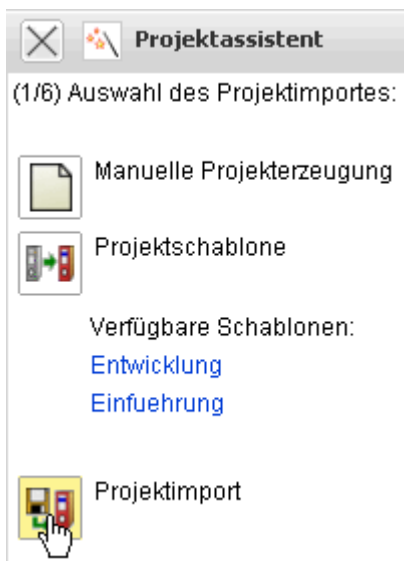 Projektassistent
(1/6) Auswahl des Projektimportes:
Manuelle Projekterzeugung
Projektschablone
Verfügbare Schablonen:
Entwicklung
Einfuehrung
Projektimport